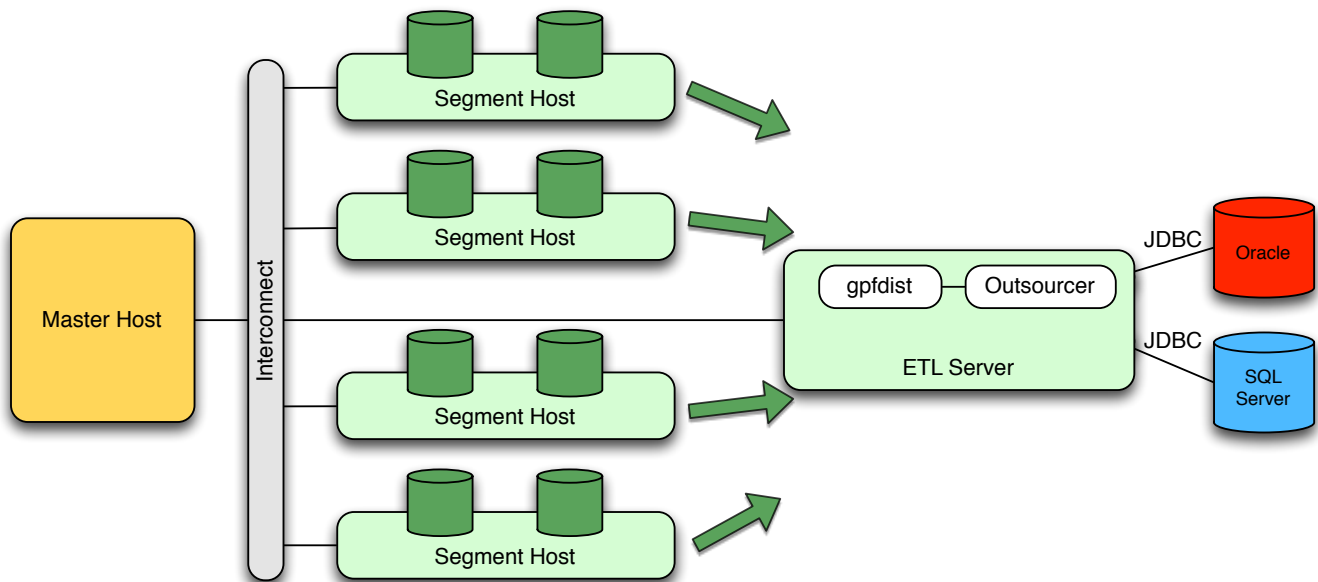 Segment Host
Segment Host
Master Host
Interconnect
Segment Host
Segment Host
gpfdist
Outsourcer
ETL Server
JDBC
Oracle
JDBC
SQL
Server